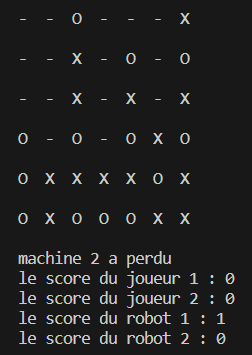 - - O - - - X
- - X - O - O
- - X - X - X
O - O - O X O
O X X X X O X
O X O O O X X
machine 2 a perdu
le score du joueur 1 : 0
le score du joueur 2 : 0
le score du robot 1 : 1
le score du robot 2 : 0